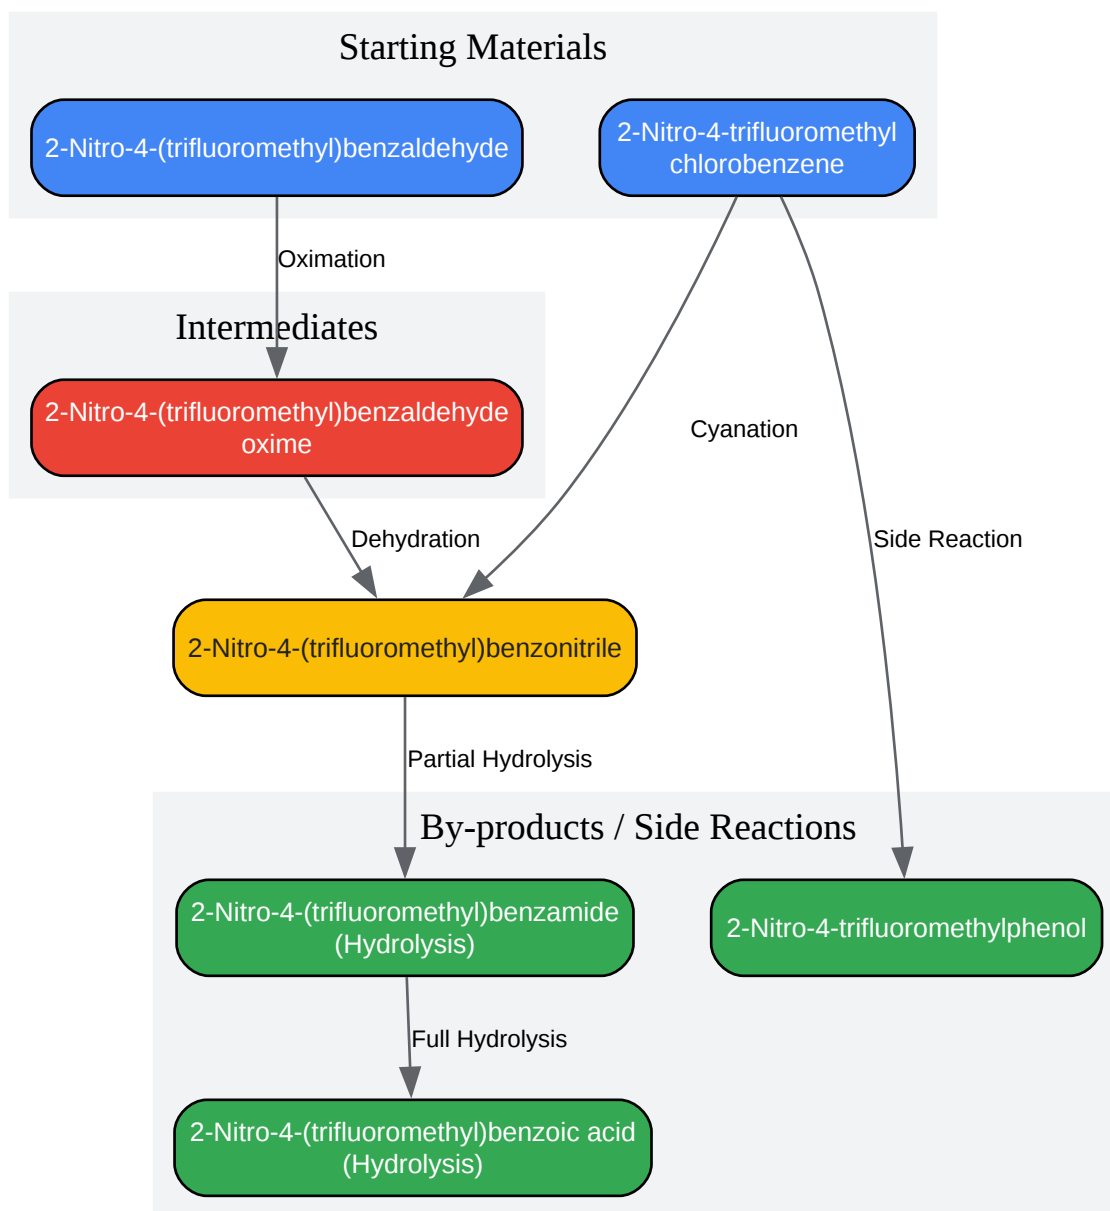 Starting Materials
2-Nitro-4-(trifluoromethyl)benzaldehyde
2-Nitro-4-trifluoromethyl
chlorobenzene
Oximation
Intermediates
2-Nitro-4-(trifluoromethyl)benzaldehyde
oxime
Cyanation
Dehydration
Side Reaction
2-Nitro-4-(trifluoromethyl)benzonitrile
Partial Hydrolysis
By-products / Side Reactions
2-Nitro-4-(trifluoromethyl)benzamide
(Hydrolysis)
2-Nitro-4-trifluoromethylphenol
Full Hydrolysis
2-Nitro-4-(trifluoromethyl)benzoic acid
(Hydrolysis)